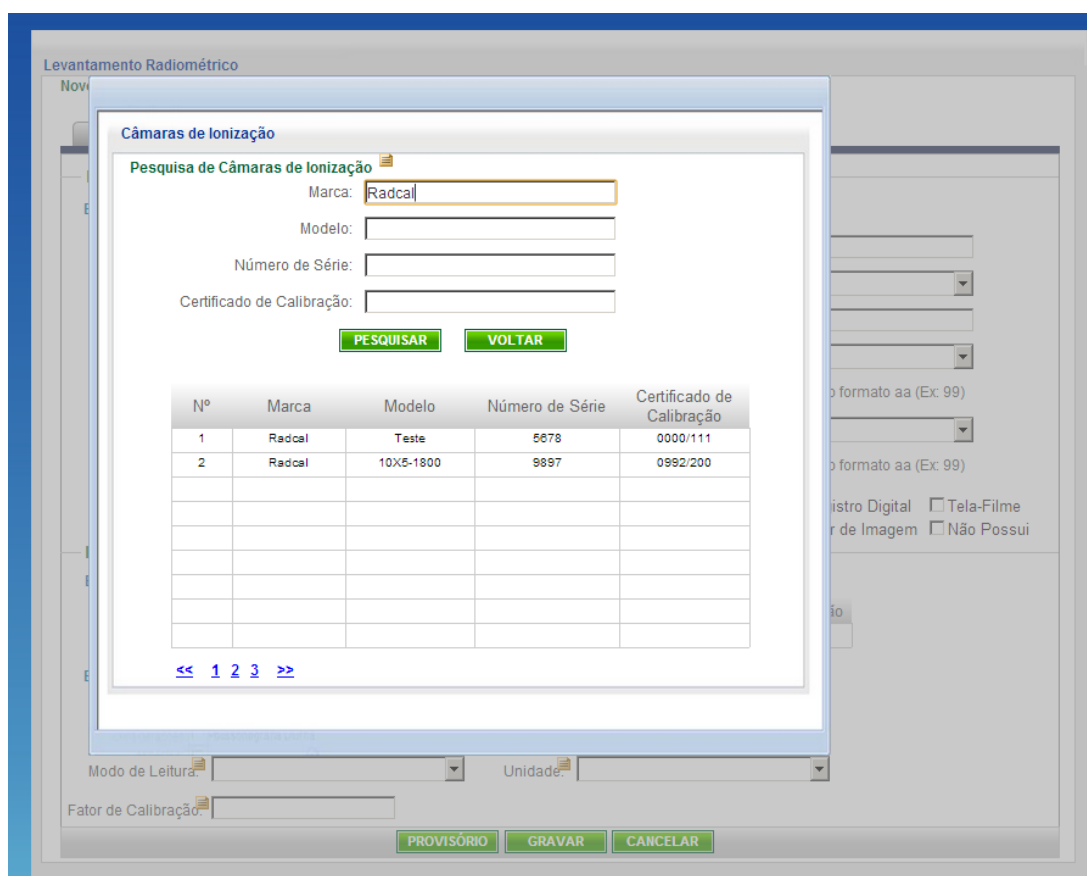 Levantamento Radiométrico
Câmaras de Ionização
Pesquisa de Câmaras de Ionização
Marca: Radcal
Modelo:
Número de Série:
Certificado de Calibração:
PESQUISAR VOLTAR
Nº Marca Modelo Número de Série Certificado de Calibração
1 Radcal Teste 5678 0000/111
2 Radcal 10X5-1800 9897 0992/200
<< 1 2 3 >>
formato aa (Ex: 99)
formato aa (Ex: 99)
Digital Tela-Filme
de Imagem Não Possui
Modo de Leitura: Unidade:
Fator de Calibração:
PROVISÓRIO GRAVAR CANCELAR